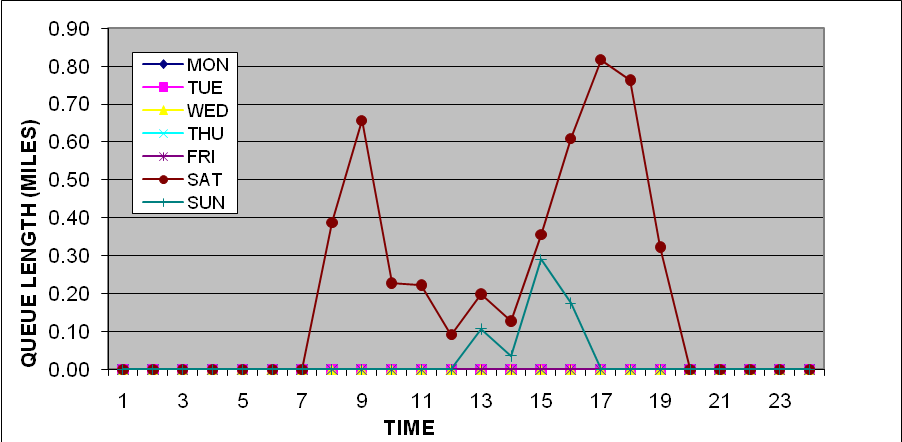 QUEUE LENGTH (MILES)
0.90
0.80
0.70
0.60
0.50
0.40
0.30
0.20
0.10
0.00
MON
TUE
WED
THU
FRI
SAT
SUN
1 3 5 7 9 11 13 15 17 19 21 23
TIME